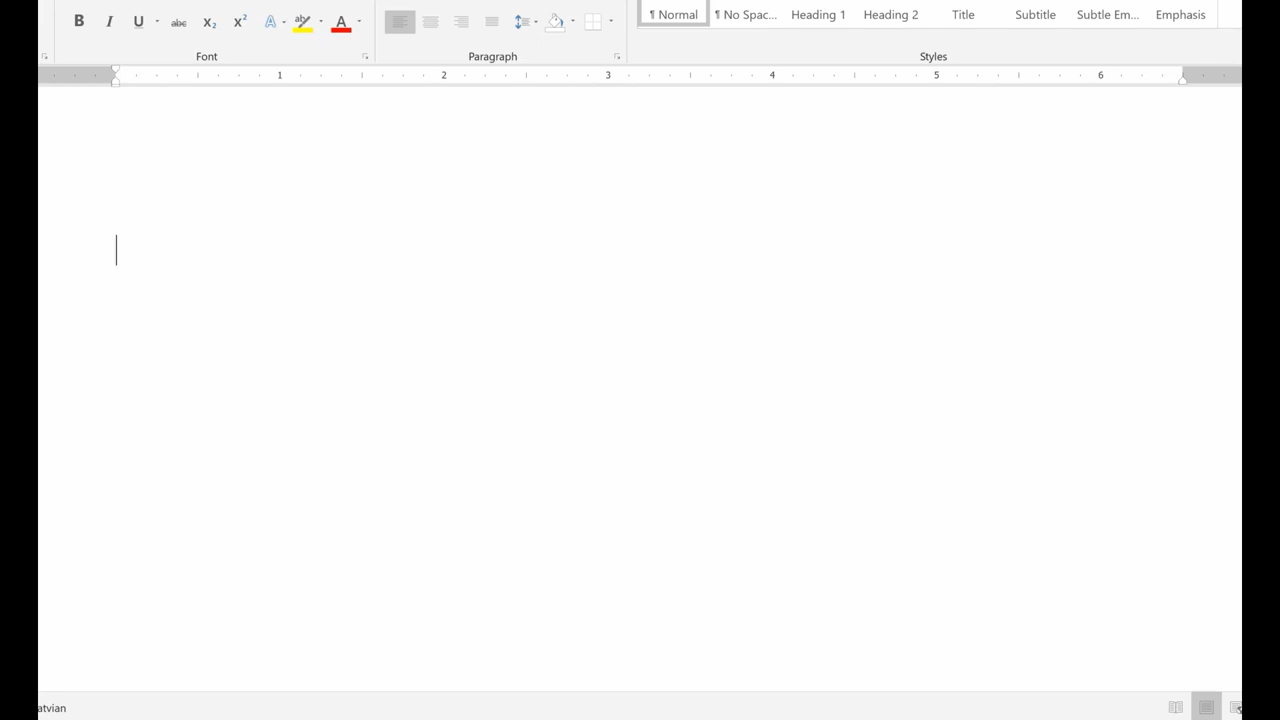 B I U abc X₂ X² A ab A
¶ Normal ¶ No Spac... Heading 1 Heading 2 Title Subtitle Subtle Em... Emphasis
Font Paragraph Styles
1 2 3 4 5 6
atvian